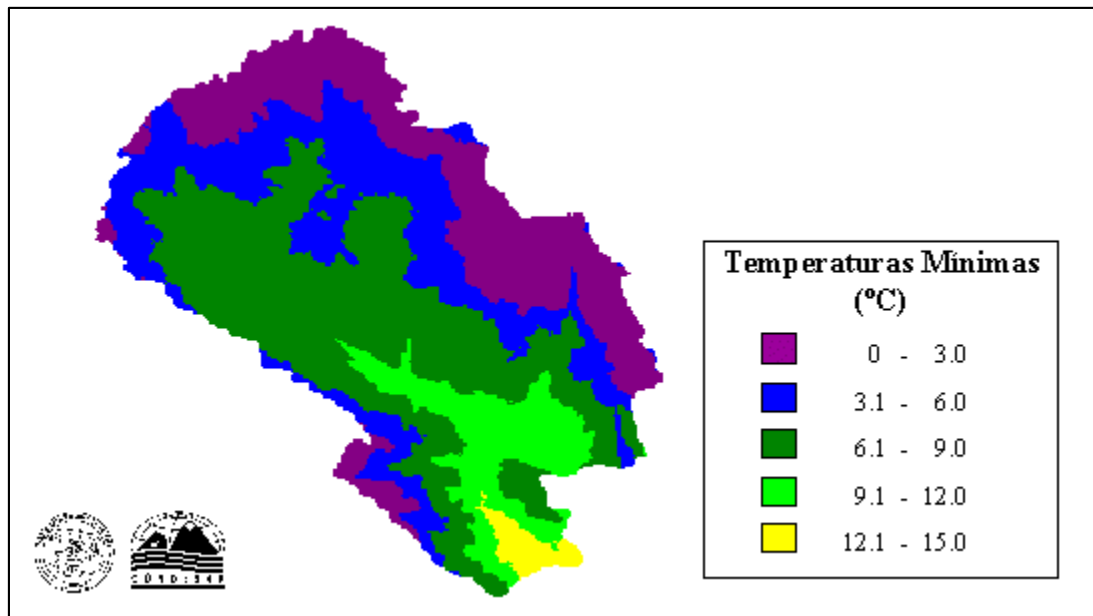 Temperaturas Mínimas
(ºC)
0 - 3.0
3.1 - 6.0
6.1 - 9.0
9.1 - 12.0
12.1 - 15.0